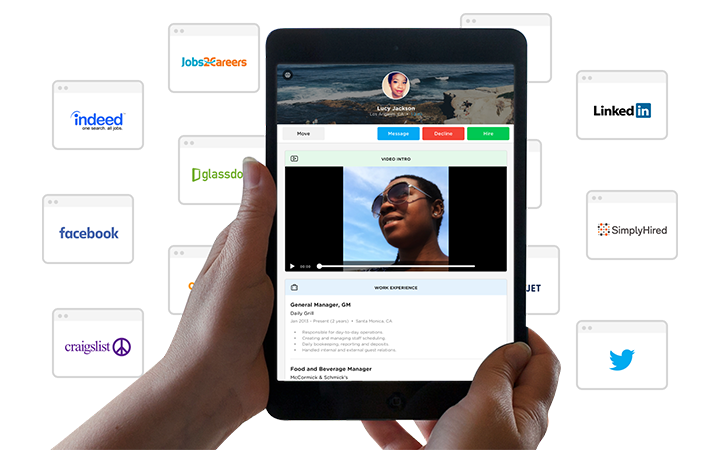 Jobs2Careers
indeed
one search. all jobs.
Linked in
glassdo
facebook
SimplyHired
JET
craigslist
Lucy Jackson
Los Angeles, CA
Move
Message
Decline
Hire
VIDEO INTRO
00:00
WORK EXPERIENCE
General Manager, GM
Daily Grill
Jan 2013 - Present (3 years) • Santa Monica, CA
• Responsible for day-to-day operations
• Creating and managing staff scheduling
• Daily bookkeeping, reporting and deposits
• Handled internal and external guest relations
Food and Beverage Manager
McCormick & Schmick's